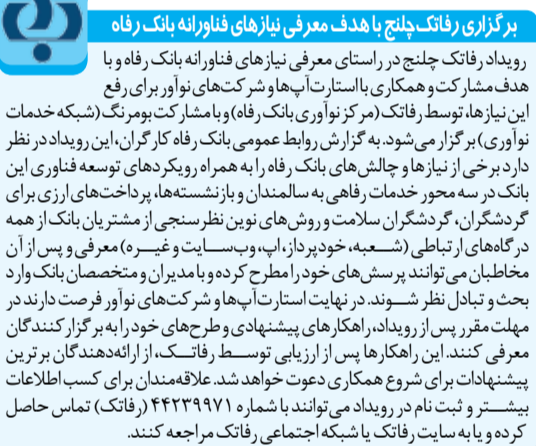 برگزاری رفاتک‌چلنج با هدف معرفی نیازهای فناورانه بانک رفاه
رویداد رفاتک چلنج در راستای معرفی نیازهای فناورانه بانک رفاه و با
هدف مشارکت و همکاری با استارت‌آپ‌ها و شرکت‌های نوآور برای رفع
این نیازها، توسط رفاتک (مرکز نوآوری بانک رفاه) و با مشارکت بومرنگ (شبکه خدمات
نوآوری) برگزار می‌شود. به گزارش روابط عمومی بانک رفاه کارگران، این رویداد در نظر
دارد برخی از نیازها و چالش‌های بانک رفاه را به همراه رویکردهای توسعه فناوری این
بانک در سه محور خدمات رفاهی به سالمندان و بازنشسته‌ها، پرداخت‌های ارزی برای
گردشگران، گردشگران سلامت و روش‌های نوین نظرسنجی از مشتریان بانک از همه
درگاه‌های ارتباطی (شعبه، خودپرداز، اپ، وب‌سایت و غیره) معرفی و پس از آن
مخاطبان می‌توانند پرسش‌های خود را مطرح کرده و با مدیران و متخصصان بانک وارد
بحث و تبادل نظر شوند. در نهایت استارت‌آپ‌ها و شرکت‌های نوآور فرصت دارند در
مهلت مقرر پس از رویداد، راهکارهای پیشنهادی و طرح‌های خود را به برگزارکنندگان
معرفی کنند. این راهکارها پس از ارزیابی توسط رفاتک، از ارائه‌دهندگان برترین
پیشنهادات برای شروع همکاری دعوت خواهد شد. علاقه‌مندان برای کسب اطلاعات
بیشتر و ثبت نام در رویداد می‌توانند با شماره ۴۴۲۳۹۹۷۱ (رفاتک) تماس حاصل
کرده و یا به سایت رفاتک یا شبکه اجتماعی رفاتک مراجعه کنند.